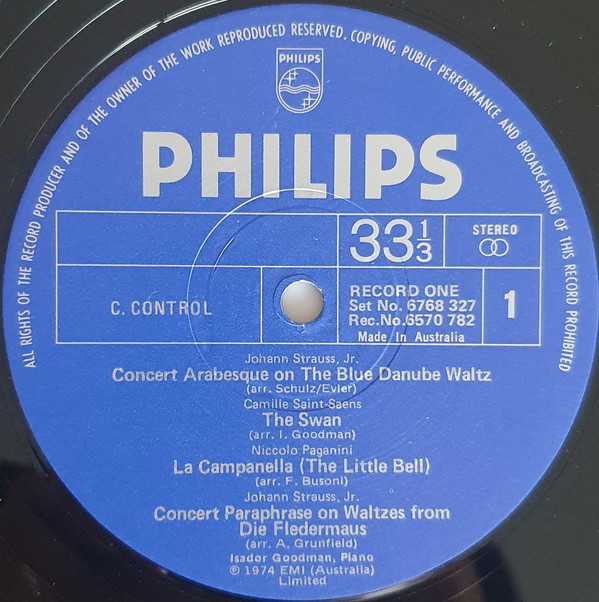 ALL RIGHTS OF THE RECORD PRODUCER AND OF THE OWNER OF THE WORK REPRODUCED RESERVED. COPYING, PUBLIC PERFORMANCE AND BROADCASTING OF THIS RECORD PROHIBITED
PHILIPS
PHILIPS
33 1/3
STEREO
C. CONTROL
RECORD ONE
Set No. 6768 327
Rec.No.6570 782
Made In Australia
1
Johann Strauss, Jr.
Concert Arabesque on The Blue Danube Waltz
(arr. Schulz/Evler)
Camille Saint-Saens
The Swan
(arr. I. Goodman)
Niccolo Paganini
La Campanella (The Little Bell)
(arr. F. Busoni)
Johann Strauss, Jr.
Concert Paraphrase on Waltzes from
Die Fledermaus
(arr. A. Grunfield)
Isador Goodman, Piano
℗ 1974 EMI (Australia)
Limited